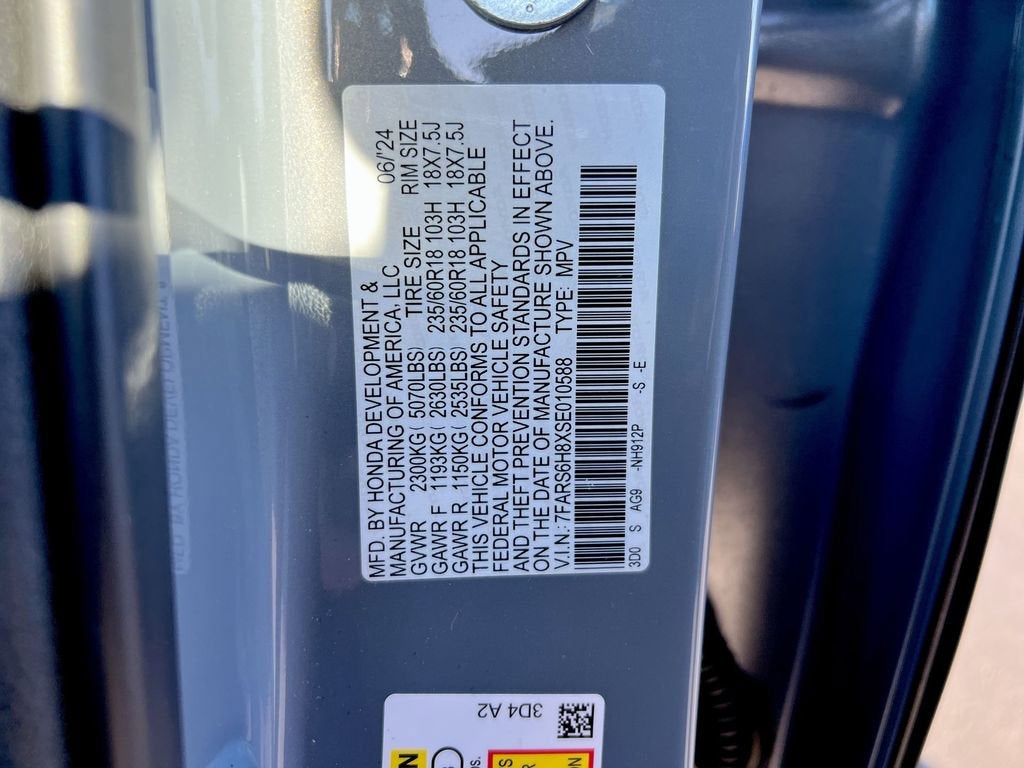 MFD. BY HONDA DEVELOPMENT &
MANUFACTURING OF AMERICA, LLC 06/'24
GVWR 2300KG( 5070LBS) TIRE SIZE RIM SIZE
GAWR F 1193KG( 2630LBS) 235/60R18 103H 18X7.5J
GAWR R 1150KG( 2535LBS) 235/60R18 103H 18X7.5J
THIS VEHICLE CONFORMS TO ALL APPLICABLE
FEDERAL MOTOR VEHICLE SAFETY
AND THEFT PREVENTION STANDARDS IN EFFECT
ON THE DATE OF MANUFACTURE SHOWN ABOVE.
V.I.N.: 7FARS6H8XSE010588 TYPE: MPV
3D0 S AG9 -NH912P -S -E
3D4 A2